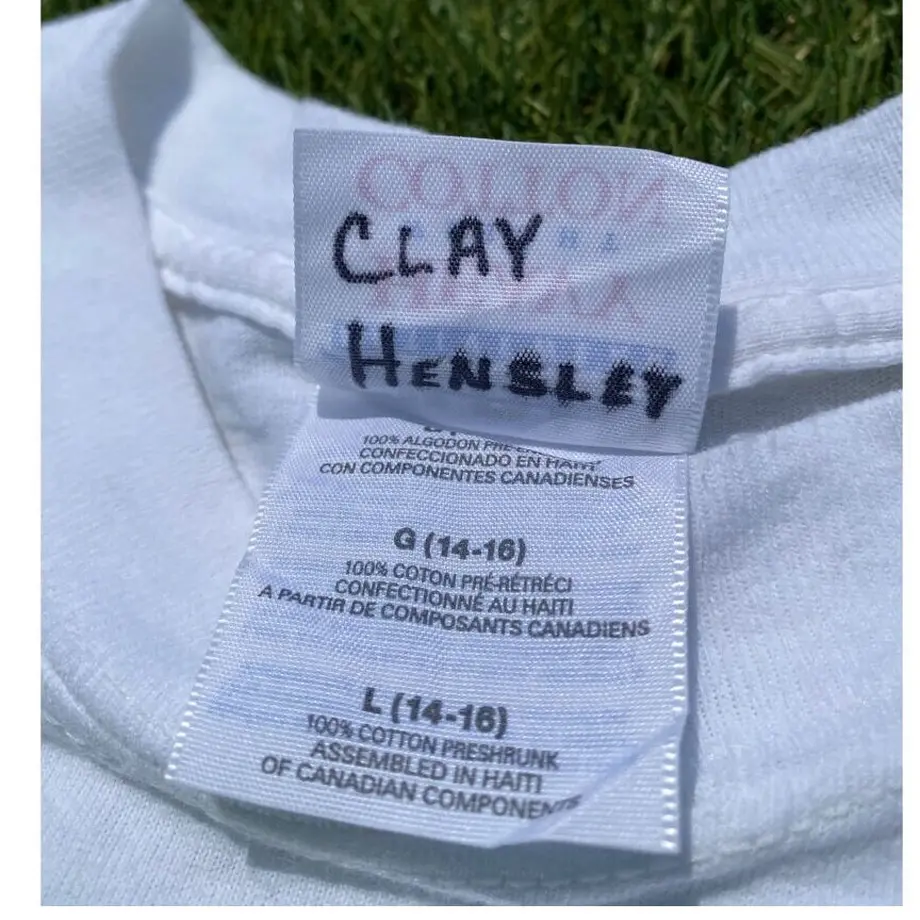 CLAY
HENSLEY
100% ALGODON
CONFECCIONADO EN HAITI
CON COMPONENTES CANADIENSES
G (14-16)
100% COTON PRÉ-RÉTRÉCI
CONFECTIONNÉ AU HAITI
A PARTIR DE COMPOSANTS CANADIENS
L (14-16)
100% COTTON PRESHRUNK
ASSEMBLED IN HAITI
OF CANADIAN COMPONENTS